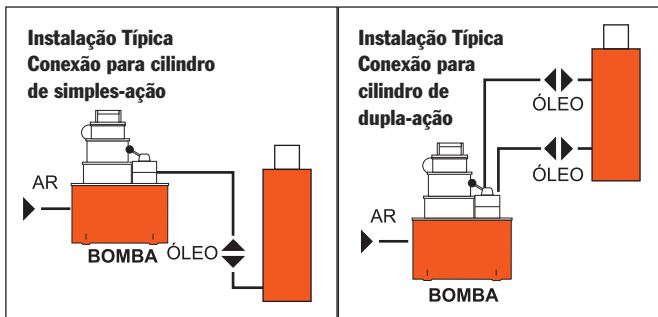 Instalação Típica
Conexão para cilindro
de simples-ação
AR
BOMBA
ÓLEO
Instalação Típica
Conexão para
cilindro de
dupla-ação
ÓLEO
ÓLEO
AR
BOMBA